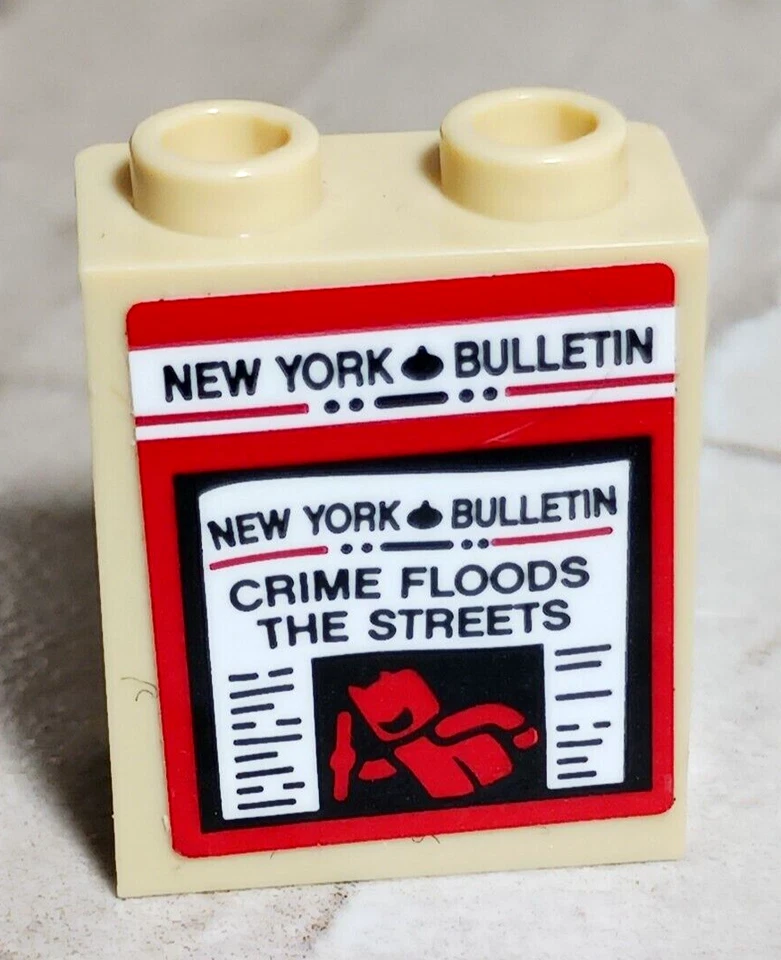 NEW YORK BULLETIN
NEW YORK BULLETIN
CRIME FLOODS
THE STREETS